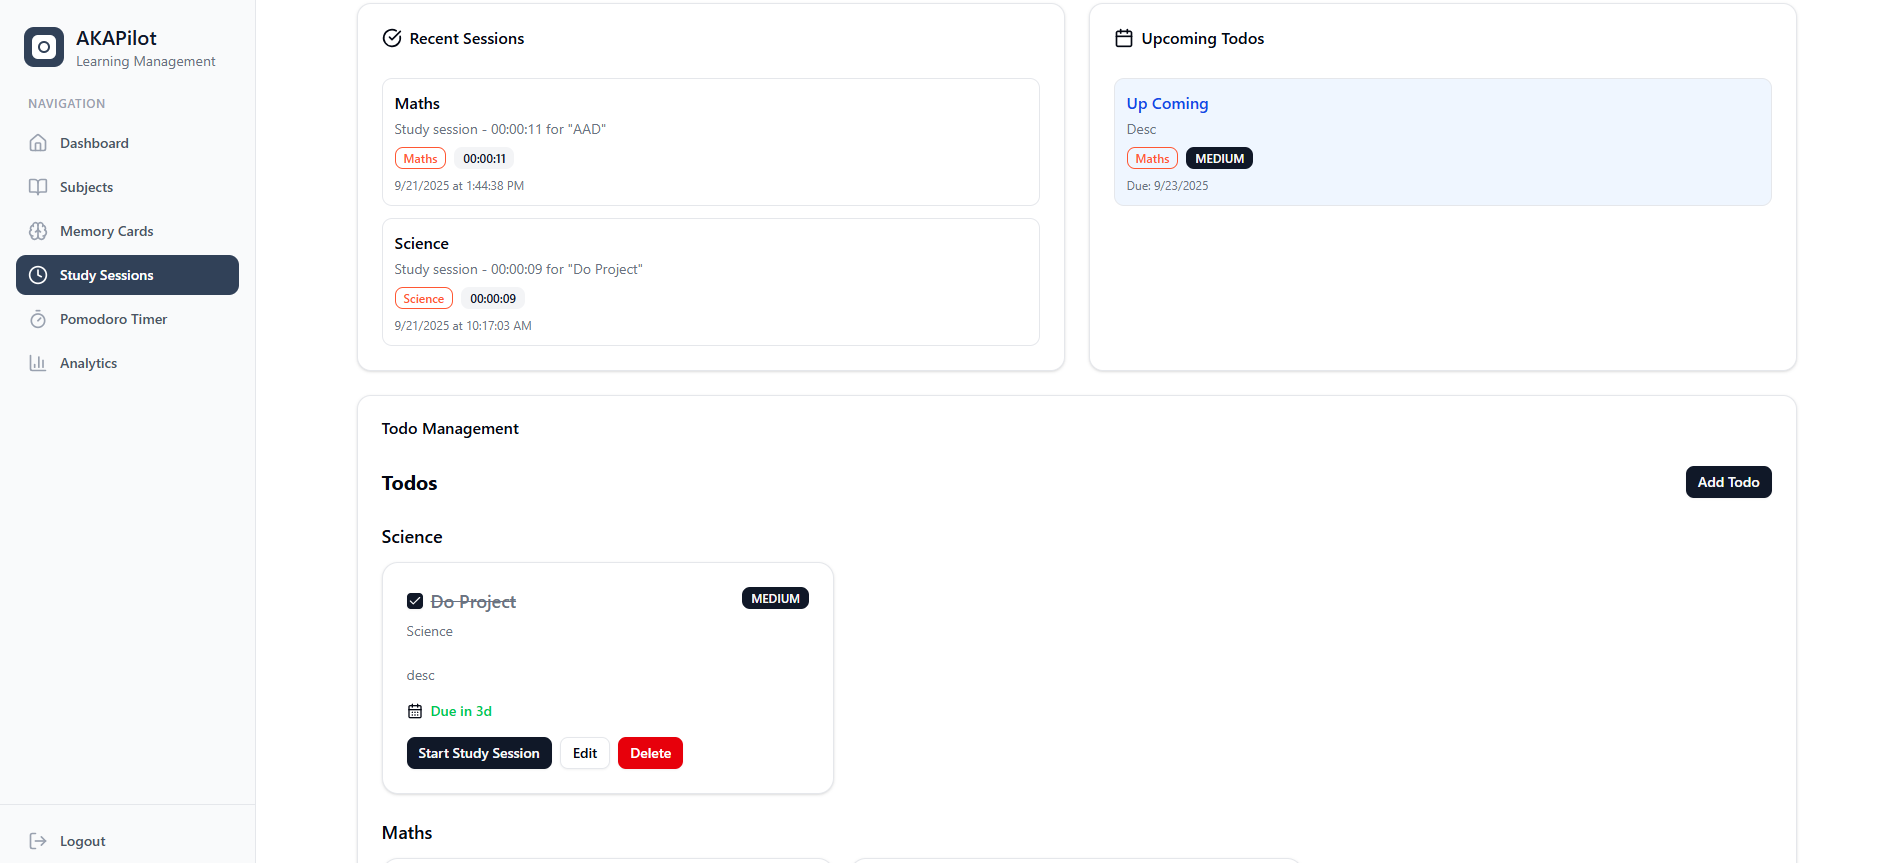 AKAPilot
Learning Management
NAVIGATION
Dashboard
Subjects
Memory Cards
Study Sessions
Pomodoro Timer
Analytics
Logout
Recent Sessions
Maths
Study session - 00:00:11 for "AAD"
Maths 00:00:11
9/21/2025 at 1:44:38 PM
Science
Study session - 00:00:09 for "Do Project"
Science 00:00:09
9/21/2025 at 10:17:03 AM
Upcoming Todos
Up Coming
Desc
Maths MEDIUM
Due: 9/23/2025
Todo Management
Todos
Add Todo
Science
Do Project MEDIUM
Science
desc
Due in 3d
Start Study Session Edit Delete
Maths